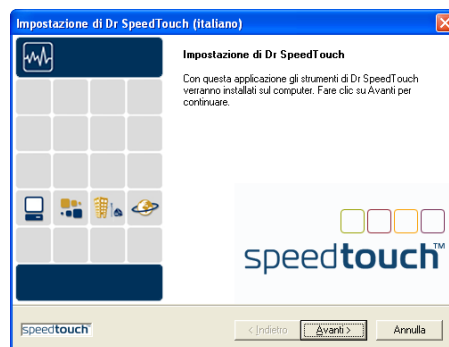 Impostazione di Dr SpeedTouch (italiano)
Impostazione di Dr SpeedTouch
Con questa applicazione gli strumenti di Dr SpeedTouch
verranno installati sul computer. Fare clic su Avanti per
continuare.
speedtouch™
speedtouch™
< Indietro
Avanti >
Annulla